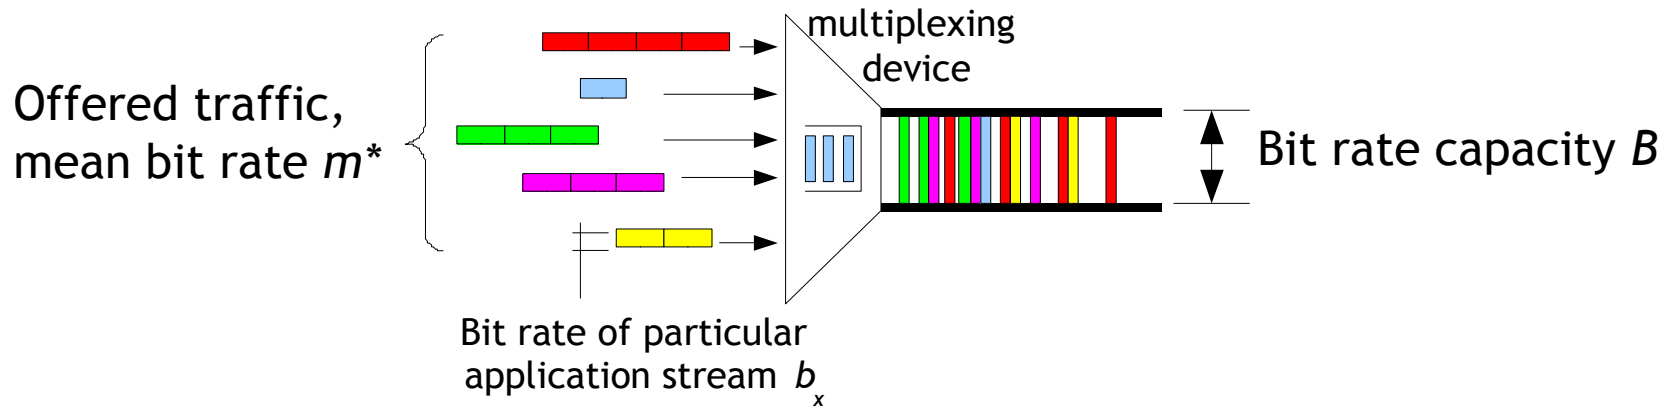 Offered traffic,
mean bit rate m*
multiplexing
device
Bit rate capacity B
Bit rate of particular
application stream bx